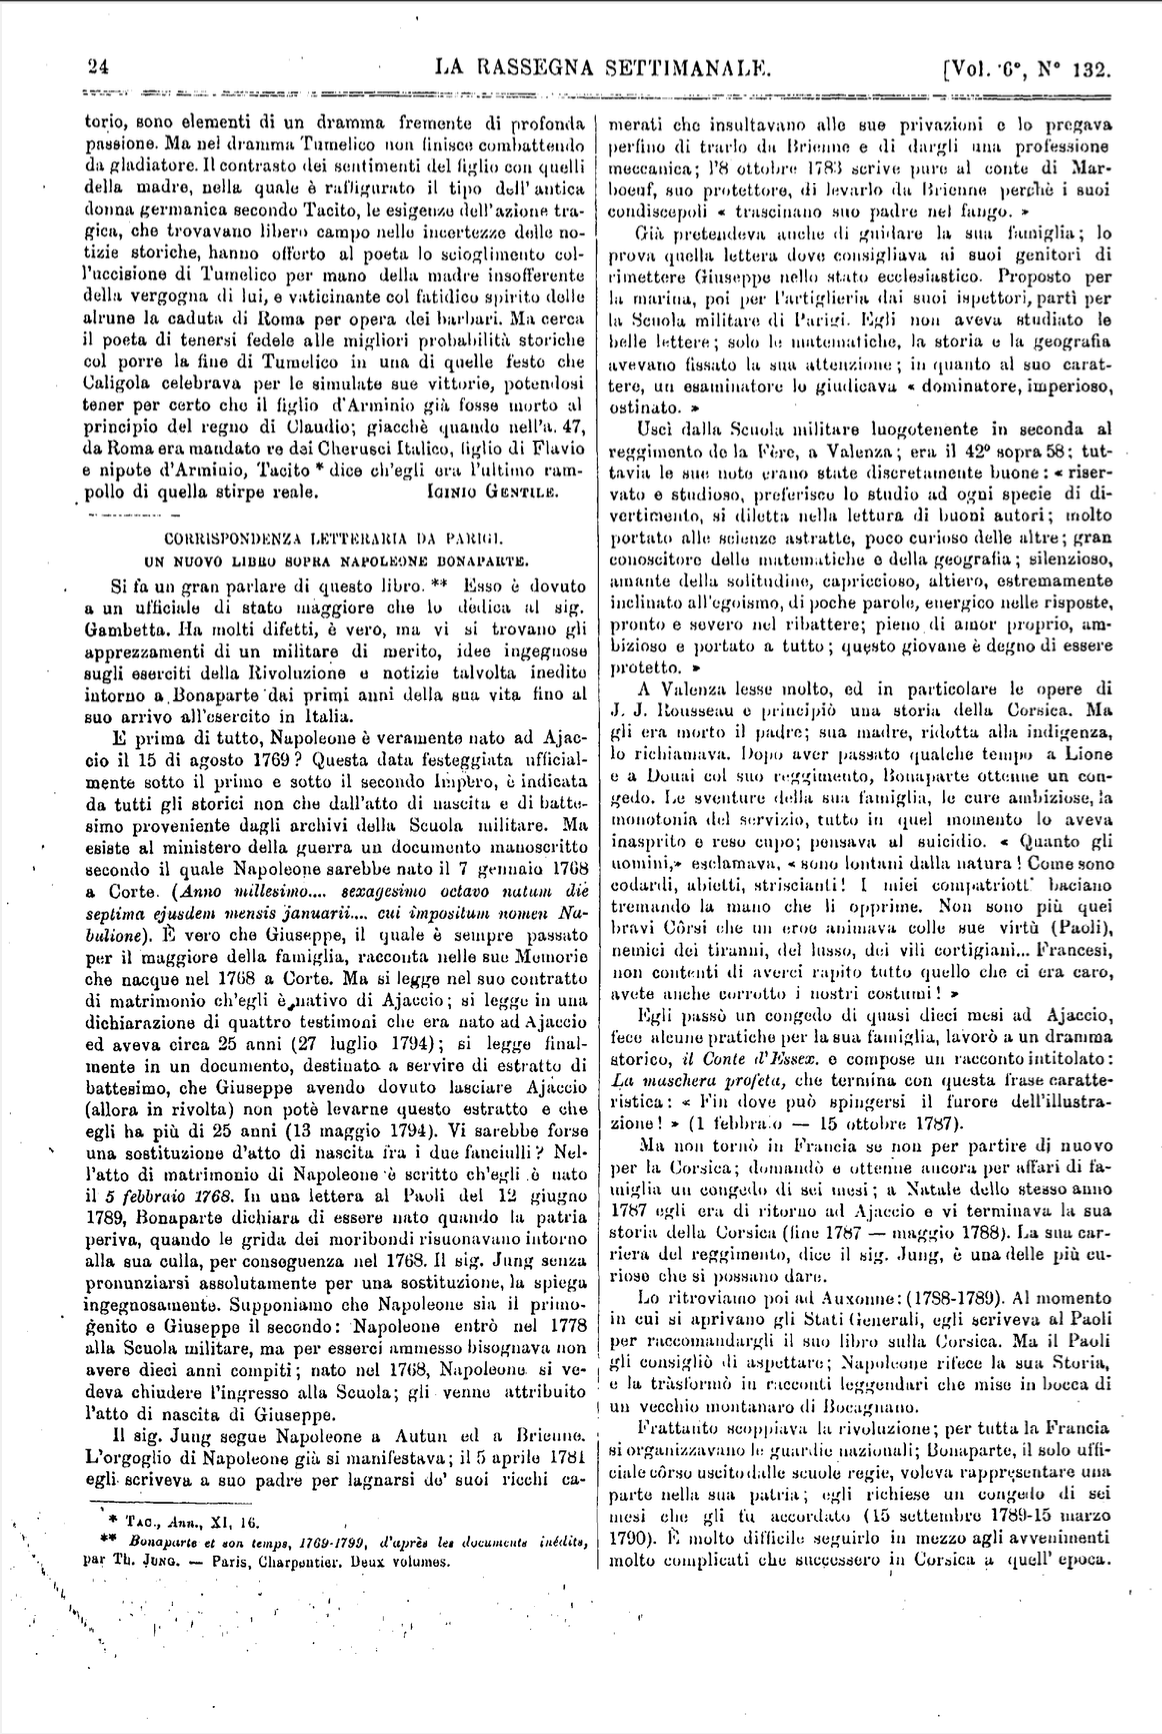 24
LA RASSEGNA SETTIMANALE.
[Vol. 6°, N° 132.
torio, sono elementi di un dramma fremente di profonda
passione. Ma nel dramma Tumelico non finisce combattendo
da gladiatore. Il contrasto dei sentimenti del figlio con quelli
della madre, nella quale è raffigurato il tipo dell' antica
donna germanica secondo Tacito, le esigenze dell'azione tra-
gica, che trovavano libero campo nelle incertezze delle no-
tizie storiche, hanno offerto al poeta lo scioglimento col-
l'uccisione di Tumelico per mano della madre insofferente
della vergogna di lui, e vaticinante col fatidico spirito delle
alrune la caduta di Roma per opera dei barbari. Ma cerca
il poeta di tenersi fedele alle migliori probabilità storiche
col porre la fine di Tumelico in una di quelle feste che
Caligola celebrava per le simulate sue vittorie, potendosi
tener per certo che il figlio d'Arminio già fosse morto al
principio del regno di Claudio; giacchè quando nell'a. 47,
da Roma era mandato re dai Cherusci Italico, figlio di Flavio
e nipote d'Arminio, Tacito * dice ch'egli era l'ultimo ram-
pollo di quella stirpe reale. IGINIO GENTILE.
CORRISPONDENZA LETTERARIA DA PARIGI.
UN NUOVO LIBRO SOPRA NAPOLEONE BONAPARTE.
Si fa un gran parlare di questo libro. ** Esso è dovuto
a un ufficiale di stato maggiore che lo dedica al sig.
Gambetta. Ha molti difetti, è vero, ma vi si trovano gli
apprezzamenti di un militare di merito, idee ingegnose
sugli eserciti della Rivoluzione e notizie talvolta inedite
intorno a Bonaparte dai primi anni della sua vita fino al
suo arrivo all'esercito in Italia.
E prima di tutto, Napoleone è veramente nato ad Ajac-
cio il 15 di agosto 1769? Questa data festeggiata ufficial-
mente sotto il primo e sotto il secondo Impero, è indicata
da tutti gli storici non che dall'atto di nascita e di batte-
simo proveniente dagli archivi della Scuola militare. Ma
esiste al ministero della guerra un documento manoscritto
secondo il quale Napoleone sarebbe nato il 7 gennaio 1768
a Corte. (Anno millesimo.... sexagesimo octavo natum die
septima ejusdem mensis januarii.... cui impositum nomen Na-
bulione). È vero che Giuseppe, il quale è sempre passato
per il maggiore della famiglia, racconta nelle sue Memorie
che nacque nel 1768 a Corte. Ma si legge nel suo contratto
di matrimonio ch'egli è nativo di Ajaccio; si legge in una
dichiarazione di quattro testimoni che era nato ad Ajaccio
ed aveva circa 25 anni (27 luglio 1794); si legge final-
mente in un documento, destinato a servire di estratto di
battesimo, che Giuseppe avendo dovuto lasciare Ajaccio
(allora in rivolta) non potè levarne questo estratto e che
egli ha più di 25 anni (13 maggio 1794). Vi sarebbe forse
una sostituzione d'atto di nascita fra i due fanciulli? Nel-
l'atto di matrimonio di Napoleone è scritto ch'egli è nato
il 5 febbraio 1768. In una lettera al Paoli del 12 giugno
1789, Bonaparte dichiara di essere nato quando la patria
periva, quando le grida dei moribondi risuonavano intorno
alla sua culla, per conseguenza nel 1768. Il sig. Jung senza
pronunziarsi assolutamente per una sostituzione, la spiega
ingegnosamente. Supponiamo che Napoleone sia il primo-
genito e Giuseppe il secondo: Napoleone entrò nel 1778
alla Scuola militare, ma per esserci ammesso bisognava non
avere dieci anni compiti; nato nel 1768, Napoleone si ve-
deva chiudere l'ingresso alla Scuola; gli venne attribuito
l'atto di nascita di Giuseppe.
Il sig. Jung segue Napoleone a Autun ed a Brienne.
L'orgoglio di Napoleone già si manifestava; il 5 aprile 1781
egli scriveva a suo padre per lagnarsi de' suoi ricchi ca-
* TAC., Ann., XI, 16.
** Bonaparte et son temps, 1769-1799, d'après les documents inédits,
par TH. JUNG. — Paris, Charpentier. Deux volumes.
merati che insultavano alle sue privazioni e lo pregava
perfino di trarlo da Brienne e di dargli una professione
meccanica; l'8 ottobre 1783 scrive pure al conte di Mar-
boeuf, suo protettore, di levarlo da Brienne perchè i suoi
condiscepoli « trascinano suo padre nel fango. »
Già pretendeva anche di guidare la sua famiglia; lo
prova quella lettera dove consigliava ai suoi genitori di
rimettere Giuseppe nello stato ecclesiastico. Proposto per
la marina, poi per l'artiglieria dai suoi ispettori, partì per
la Scuola militare di Parigi. Egli non aveva studiato le
belle lettere; solo le matematiche, la storia e la geografia
avevano fissato la sua attenzione; in quanto al suo carat-
tere, un esaminatore lo giudicava « dominatore, imperioso,
ostinato. »
Uscì dalla Scuola militare luogotenente in seconda al
reggimento de la Fère, a Valenza; era il 42° sopra 58; tut-
tavia le sue note erano state discretamente buone: « riser-
vato e studioso, preferisce lo studio ad ogni specie di di-
vertimento, si diletta nella lettura di buoni autori; molto
portato alle scienze astratte, poco curioso delle altre; gran
conoscitore delle matematiche e della geografia; silenzioso,
amante della solitudine, capriccioso, altiero, estremamente
inclinato all'egoismo, di poche parole, energico nelle risposte,
pronto e severo nel ribattere; pieno di amor proprio, am-
bizioso e portato a tutto; questo giovane è degno di essere
protetto. »
A Valenza lesse molto, ed in particolare le opere di
J. J. Rousseau e principiò una storia della Corsica. Ma
gli era morto il padre; sua madre, ridotta alla indigenza,
lo richiamava. Dopo aver passato qualche tempo a Lione
e a Douai col suo reggimento, Bonaparte ottenne un con-
gedo. Le sventure della sua famiglia, le cure ambiziose, la
monotonia del servizio, tutto in quel momento lo aveva
inasprito e reso cupo; pensava al suicidio. « Quanto gli
uomini,» esclamava, « sono lontani dalla natura! Come sono
codardi, abietti, striscianti! I miei compatriott' baciano
tremando la mano che li opprime. Non sono più quei
bravi Côrsi che un eroe animava colle sue virtù (Paoli),
nemici dei tiranni, del lusso, dei vili cortigiani... Francesi,
non contenti di averci rapito tutto quello che ci era caro,
avete anche corrotto i nostri costumi! »
Egli passò un congedo di quasi dieci mesi ad Ajaccio,
fece alcune pratiche per la sua famiglia, lavorò a un dramma
storico, il Conte d'Essex. e compose un racconto intitolato:
La maschera profeta, che termina con questa frase caratte-
ristica: « Fin dove può spingersi il furore dell'illustra-
zione! » (1 febbraio — 15 ottobre 1787).
Ma non tornò in Francia se non per partire di nuovo
per la Corsica; domandò e ottenne ancora per affari di fa-
miglia un congedo di sei mesi; a Natale dello stesso anno
1787 egli era di ritorno ad Ajaccio e vi terminava la sua
storia della Corsica (fine 1787 — maggio 1788). La sua car-
riera del reggimento, dice il sig. Jung, è una delle più cu-
riose che si possano dare.
Lo ritroviamo poi ad Auxonne: (1788-1789). Al momento
in cui si aprivano gli Stati Generali, egli scriveva al Paoli
per raccomandargli il suo libro sulla Corsica. Ma il Paoli
gli consigliò di aspettare; Napoleone rifece la sua Storia,
e la trasformò in racconti leggendari che mise in bocca di
un vecchio montanaro di Bocagnano.
Frattanto scoppiava la rivoluzione; per tutta la Francia
si organizzavano le guardie nazionali; Bonaparte, il solo uffi-
ciale côrso uscito dalle scuole regie, voleva rappresentare una
parte nella sua patria; egli richiese un congedo di sei
mesi che gli fu accordato (15 settembre 1789-15 marzo
1790). È molto difficile seguirlo in mezzo agli avvenimenti
molto complicati che successero in Corsica a quell' epoca.